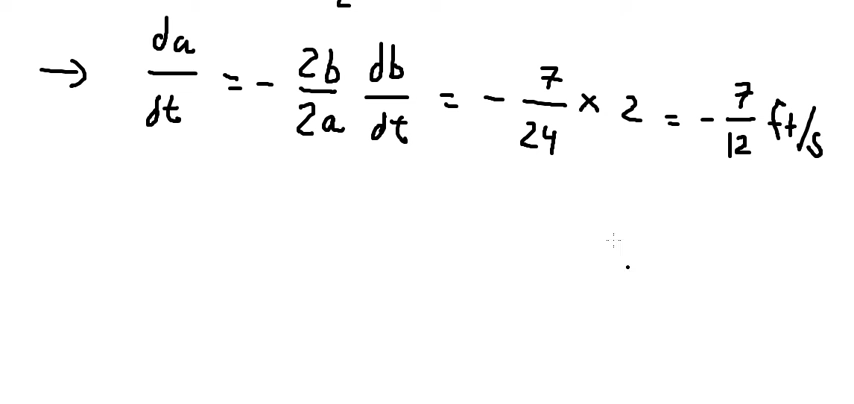 → da/dt = - 2b/2a db/dt = - 7/24 × 2 = - 7/12 ft/s